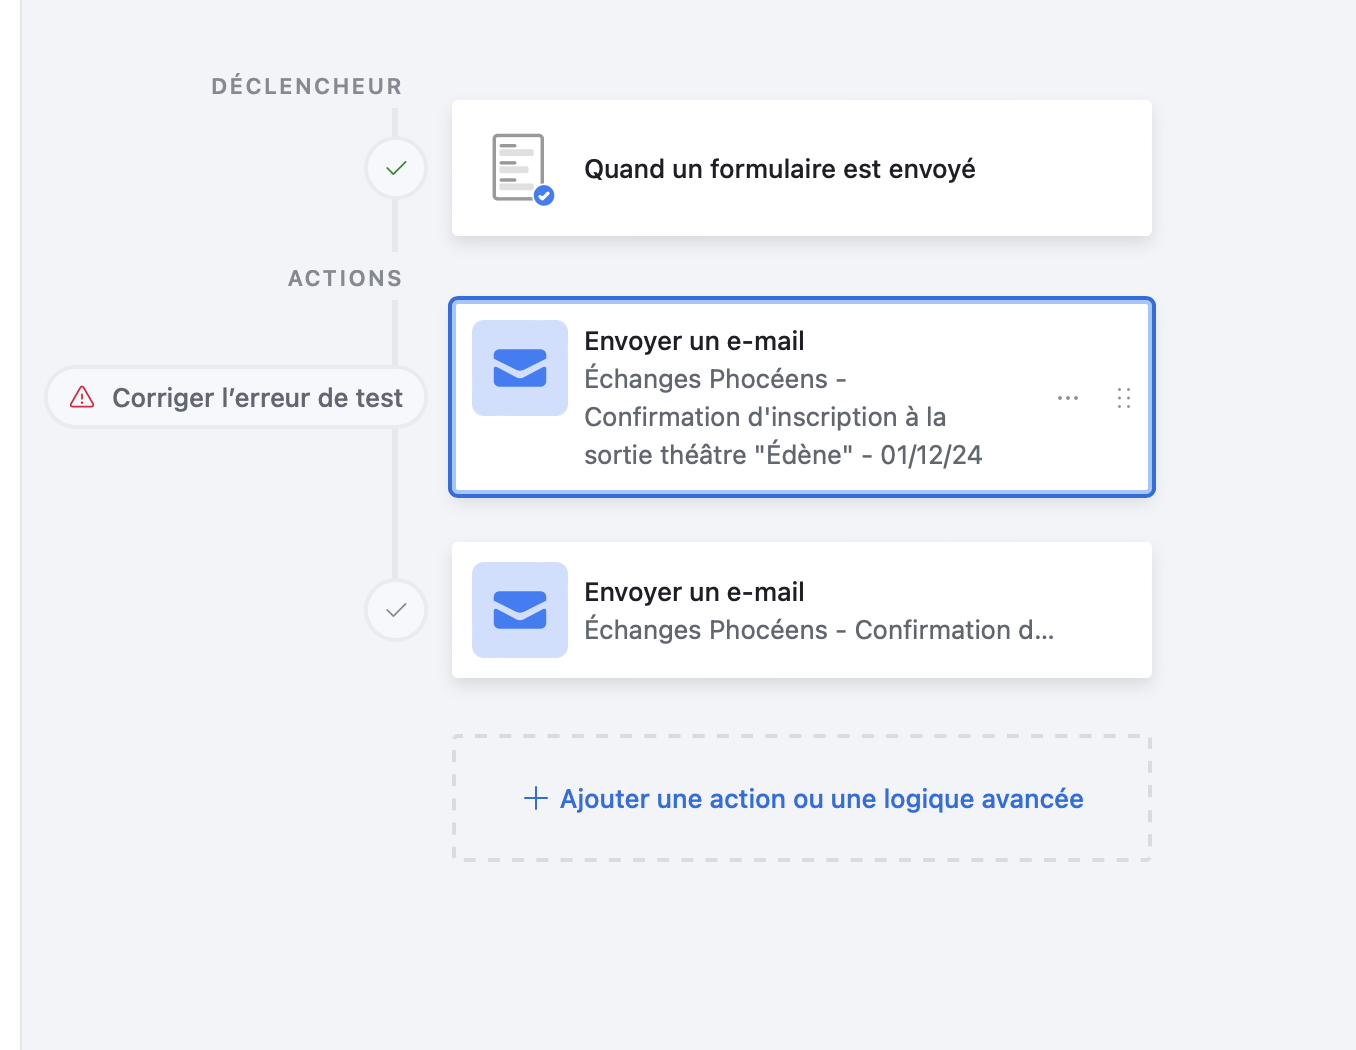 DÉCLENCHEUR
Quand un formulaire est envoyé
ACTIONS
Corriger l’erreur de test
Envoyer un e-mail
Échanges Phocéens -
Confirmation d'inscription à la
sortie théâtre "Édène" - 01/12/24
Envoyer un e-mail
Échanges Phocéens - Confirmation d...
Ajouter une action ou une logique avancée